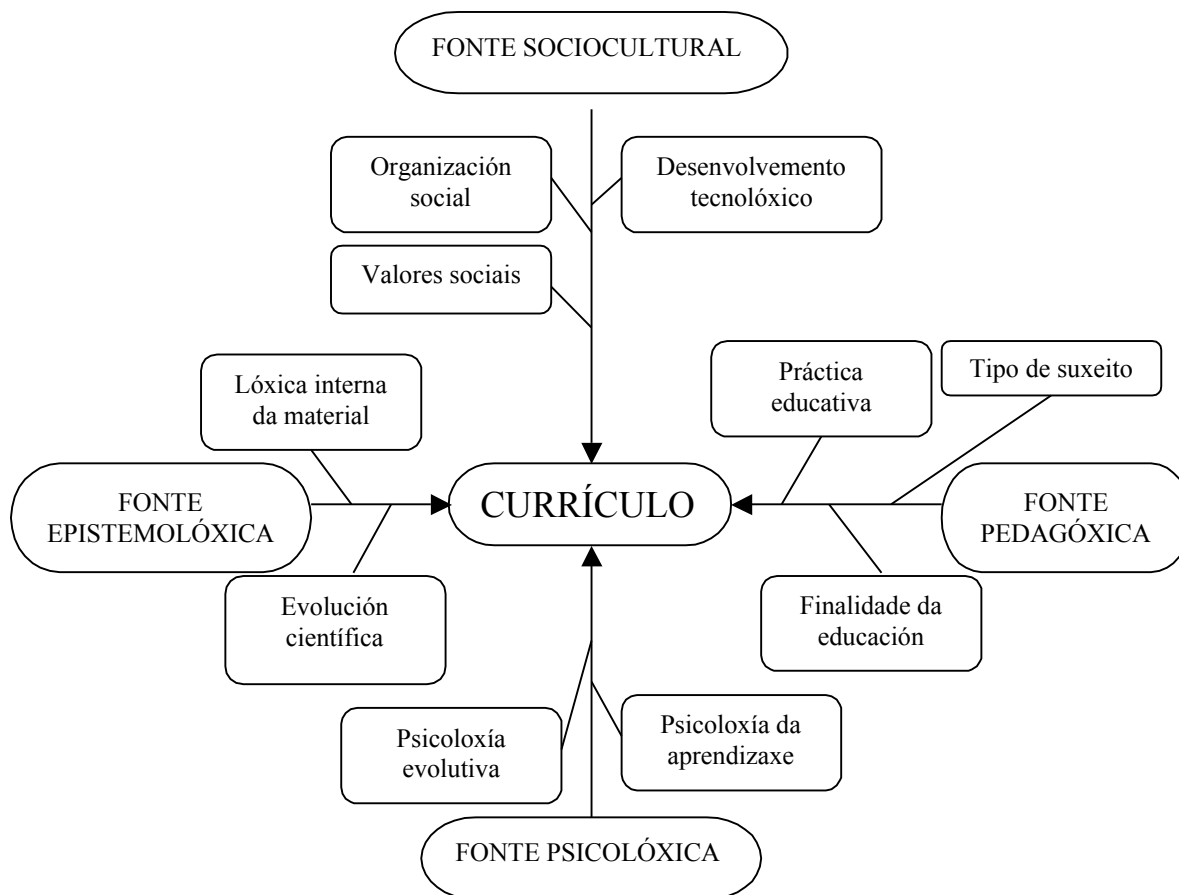 FONTE SOCIOCULTURAL
Organización
social
Desenvolvemento
tecnolóxico
Valores sociais
Lóxica interna
da material
Práctica
educativa
Tipo de suxeito
FONTE
EPISTEMOLÓXICA
CURRÍCULO
FONTE
PEDAGÓXICA
Evolución
científica
Finalidade da
educación
Psicoloxía
evolutiva
Psicoloxía da
aprendizaxe
FONTE PSICOLÓXICA